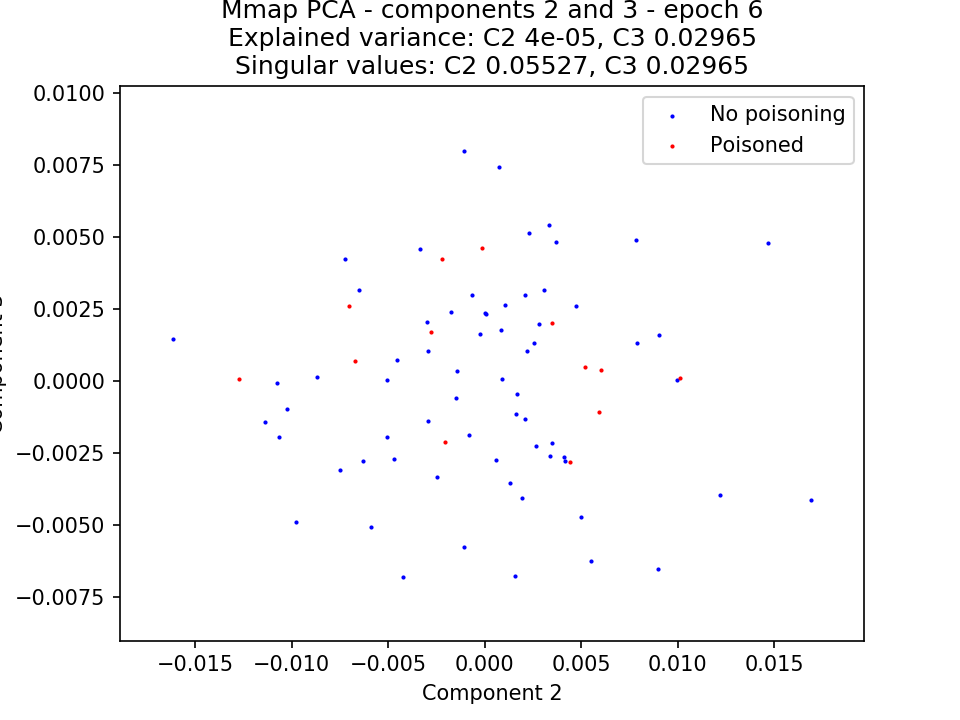 Mmap PCA - components 2 and 3 - epoch 6
Explained variance: C2 4e-05, C3 0.02965
Singular values: C2 0.05527, C3 0.02965
No poisoning
Poisoned
0.0100
0.0075
0.0050
0.0025
0.0000
−0.0025
−0.0050
−0.0075
−0.015 −0.010 −0.005 0.000 0.005 0.010 0.015
Component 2